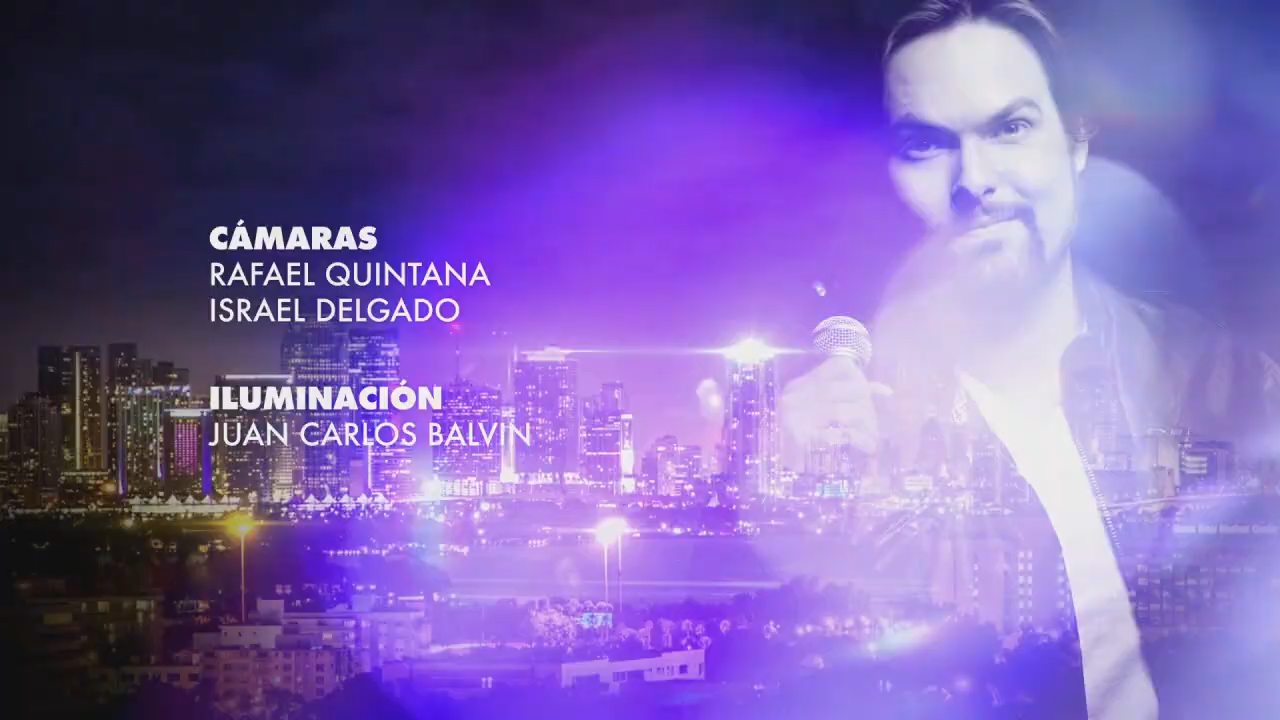 CÁMARAS
RAFAEL QUINTANA
ISRAEL DELGADO
ILUMINACIÓN
JUAN CARLOS BALVIN